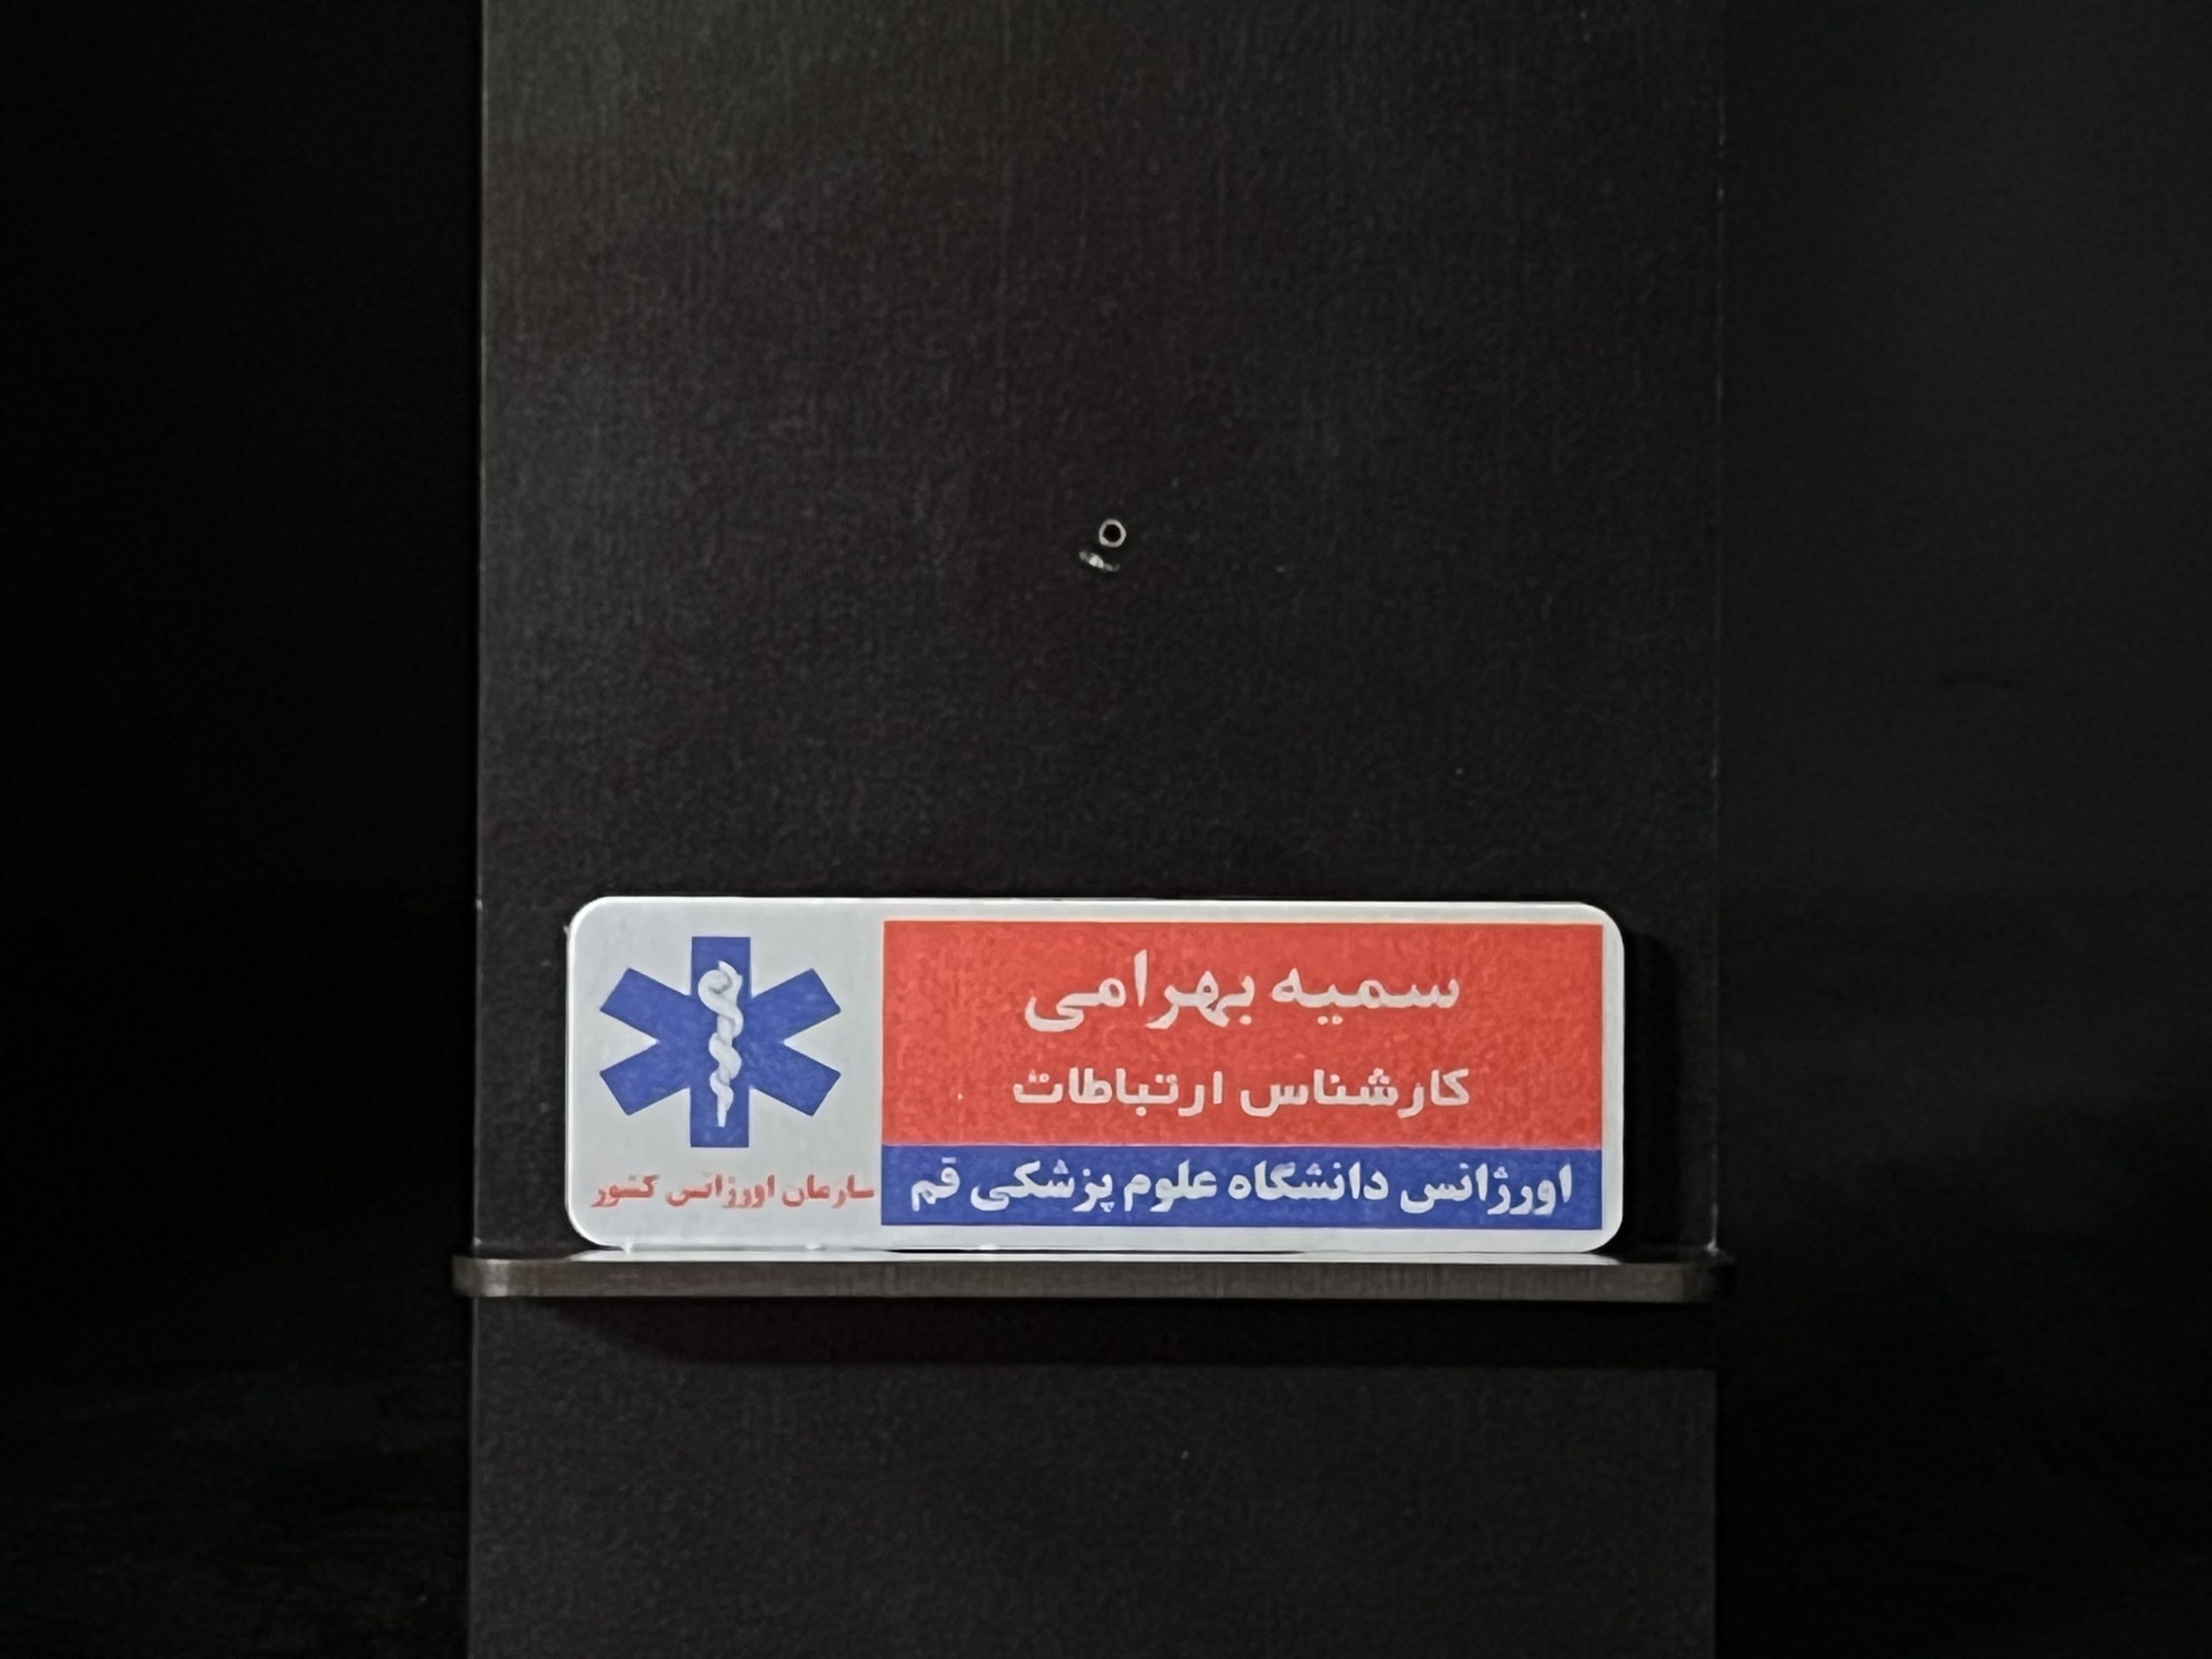 سمیه بهرامی
کارشناس ارتباطات
اورژانس دانشگاه علوم پزشکی قم
سازمان اورژانس کشور